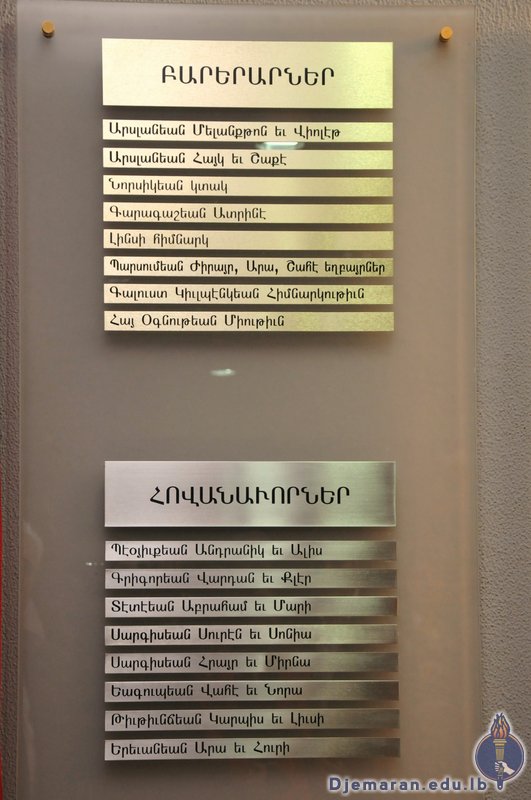 ԲԱՐԵՐԱՐՆԵՐ
Արսլանեան Մելանքթոն եւ Վիոլէթ
Արսլանեան Հայկ եւ Շաքէ
Նորսիկեան կտակ
Գարագաշեան Ատրինէ
Լինսի հիմնարկ
Պարսումեան Ժիրայր, Արա, Շահէ եղբայրներ
Գալուստ Կիւլպէնկեան Հիմնարկութիւն
Հայ Օգնութեան Միութիւն
ՀՈՎԱՆԱՒՈՐՆԵՐ
Պէօյիւքեան Անդրանիկ եւ Ալիս
Գրիգորեան Վարդան եւ Քլէր
Տէտէեան Աբրահամ եւ Մարի
Սարգիսեան Սուրէն եւ Սոնիա
Սարգիսեան Հրայր եւ Միրնա
Եագուպեան Վահէ եւ Նորա
Թիւթիւնճեան Կարպիս եւ Լիւսի
Երեւանեան Արա եւ Հուրի
Djemaran.edu.lb